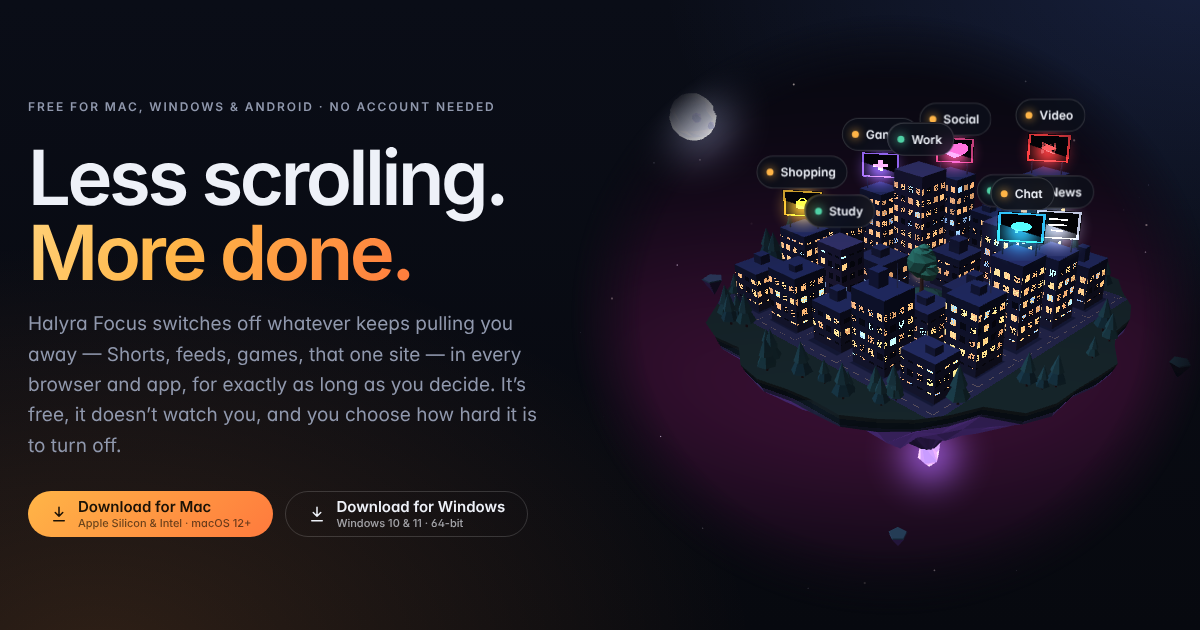 FREE FOR MAC, WINDOWS & ANDROID · NO ACCOUNT NEEDED
Less scrolling.
More done.
Halyra Focus switches off whatever keeps pulling you
away — Shorts, feeds, games, that one site — in every
browser and app, for exactly as long as you decide. It’s
free, it doesn’t watch you, and you choose how hard it is
to turn off.
Download for Mac
Apple Silicon & Intel · macOS 12+
Download for Windows
Windows 10 & 11 · 64-bit
Social
Video
Work
Shopping
Chat
News
Study